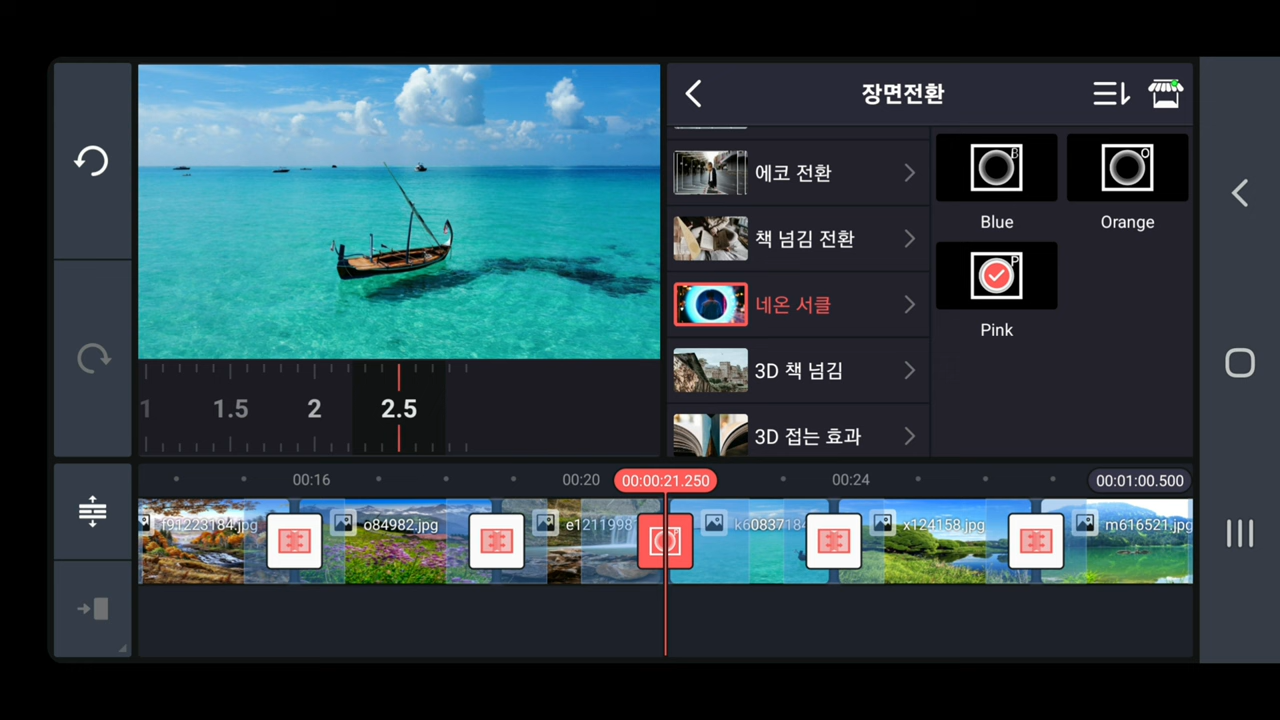 장면전환
에코 전환
책 넘김 전환
네온 서클
3D 책 넘김
3D 접는 효과
B
Blue
O
Orange
P
Pink
1
1.5
2
2.5
00:16
00:20
00:00:21.250
00:24
00:01:00.500
f91223184.jpg
o84982.jpg
e1211998
k6083718
x124158.jpg
m616521.jpg